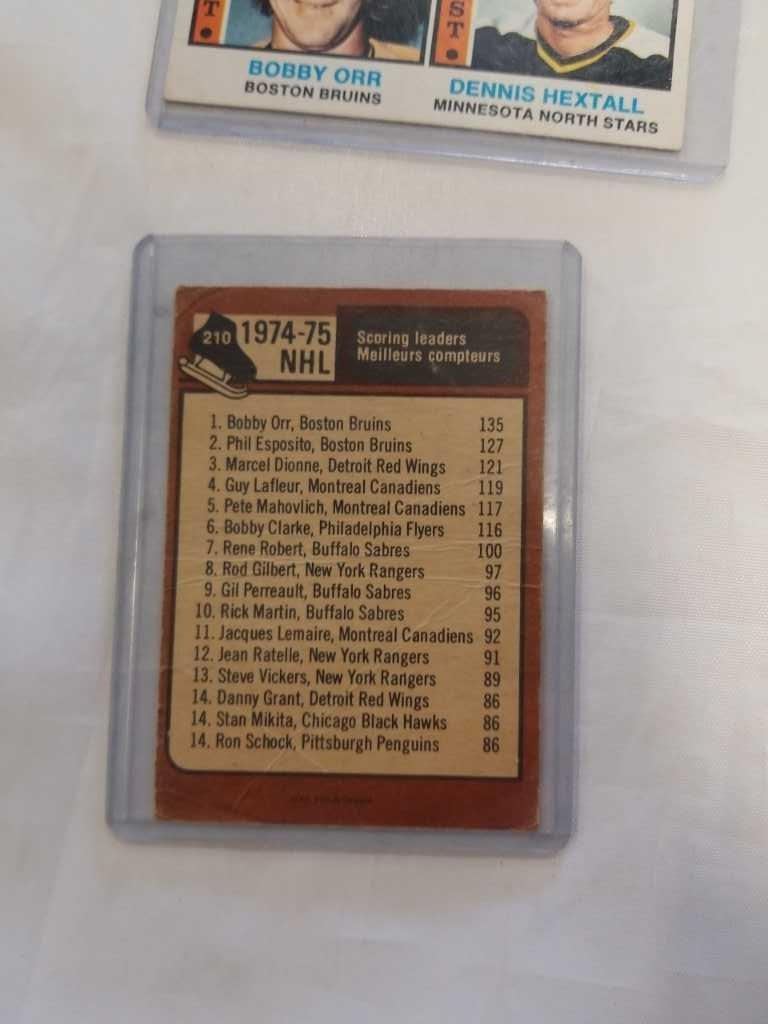 T •
BOBBY ORR
BOSTON BRUINS
ST •
DENNIS HEXTALL
MINNESOTA NORTH STARS
210
1974-75
NHL
Scoring leaders
Meilleurs compteurs
1. Bobby Orr, Boston Bruins 135
2. Phil Esposito, Boston Bruins 127
3. Marcel Dionne, Detroit Red Wings 121
4. Guy Lafleur, Montreal Canadiens 119
5. Pete Mahovlich, Montreal Canadiens 117
6. Bobby Clarke, Philadelphia Flyers 116
7. Rene Robert, Buffalo Sabres 100
8. Rod Gilbert, New York Rangers 97
9. Gil Perreault, Buffalo Sabres 96
10. Rick Martin, Buffalo Sabres 95
11. Jacques Lemaire, Montreal Canadiens 92
12. Jean Ratelle, New York Rangers 91
13. Steve Vickers, New York Rangers 89
14. Danny Grant, Detroit Red Wings 86
14. Stan Mikita, Chicago Black Hawks 86
14. Ron Schock, Pittsburgh Penguins 86